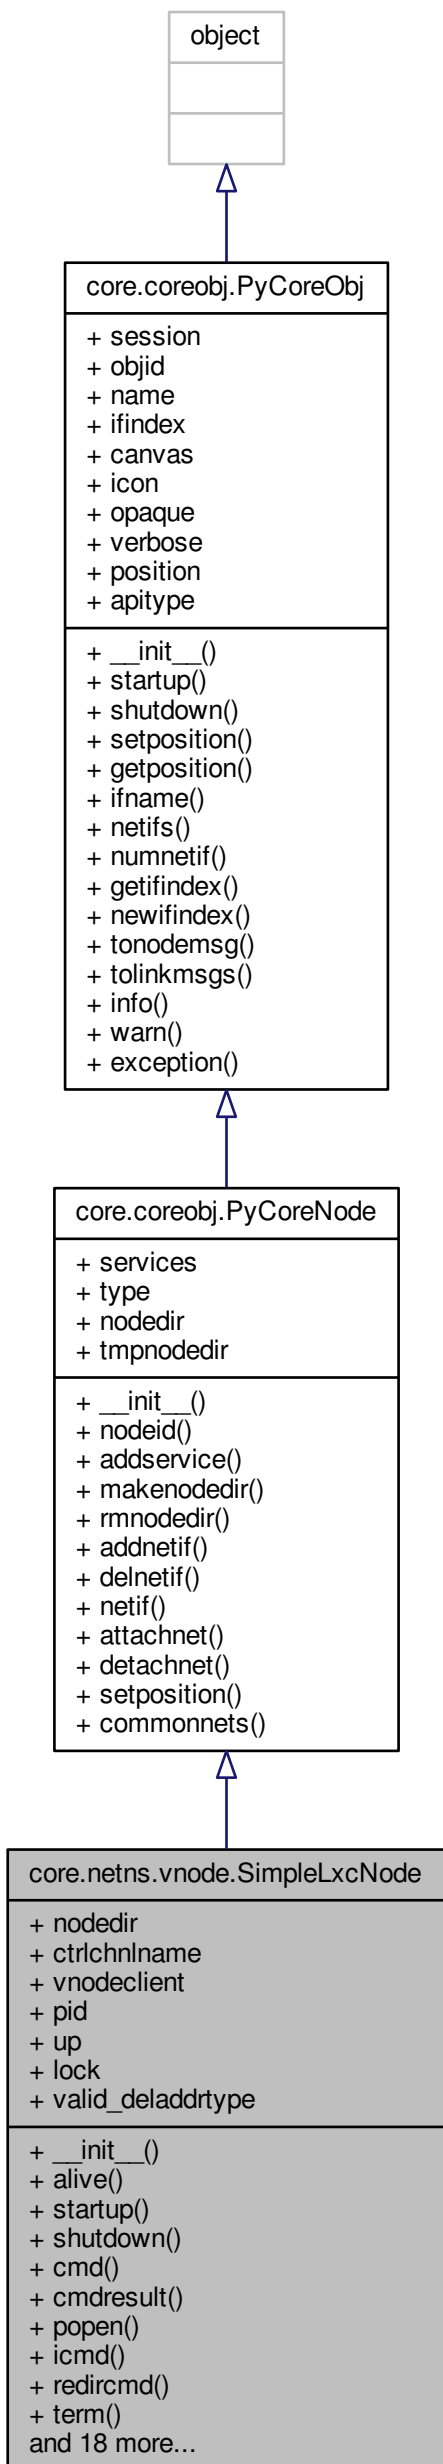 object
core.coreobj.PyCoreObj
+ session
+ objid
+ name
+ ifindex
+ canvas
+ icon
+ opaque
+ verbose
+ position
+ apitype
+ __init__()
+ startup()
+ shutdown()
+ setposition()
+ getposition()
+ ifname()
+ netifs()
+ numnetif()
+ getifindex()
+ newifindex()
+ tonodemsg()
+ tolinkmsgs()
+ info()
+ warn()
+ exception()
core.coreobj.PyCoreNode
+ services
+ type
+ nodedir
+ tmpnodedir
+ __init__()
+ nodeid()
+ addservice()
+ makenodedir()
+ rmnodedir()
+ addnetif()
+ delnetif()
+ netif()
+ attachnet()
+ detachnet()
+ setposition()
+ commonnets()
core.netns.vnode.SimpleLxcNode
+ nodedir
+ ctrlchnlname
+ vnodeclient
+ pid
+ up
+ lock
+ valid_deladdrtype
+ __init__()
+ alive()
+ startup()
+ shutdown()
+ cmd()
+ cmdresult()
+ popen()
+ icmd()
+ redircmd()
+ term()
and 18 more...